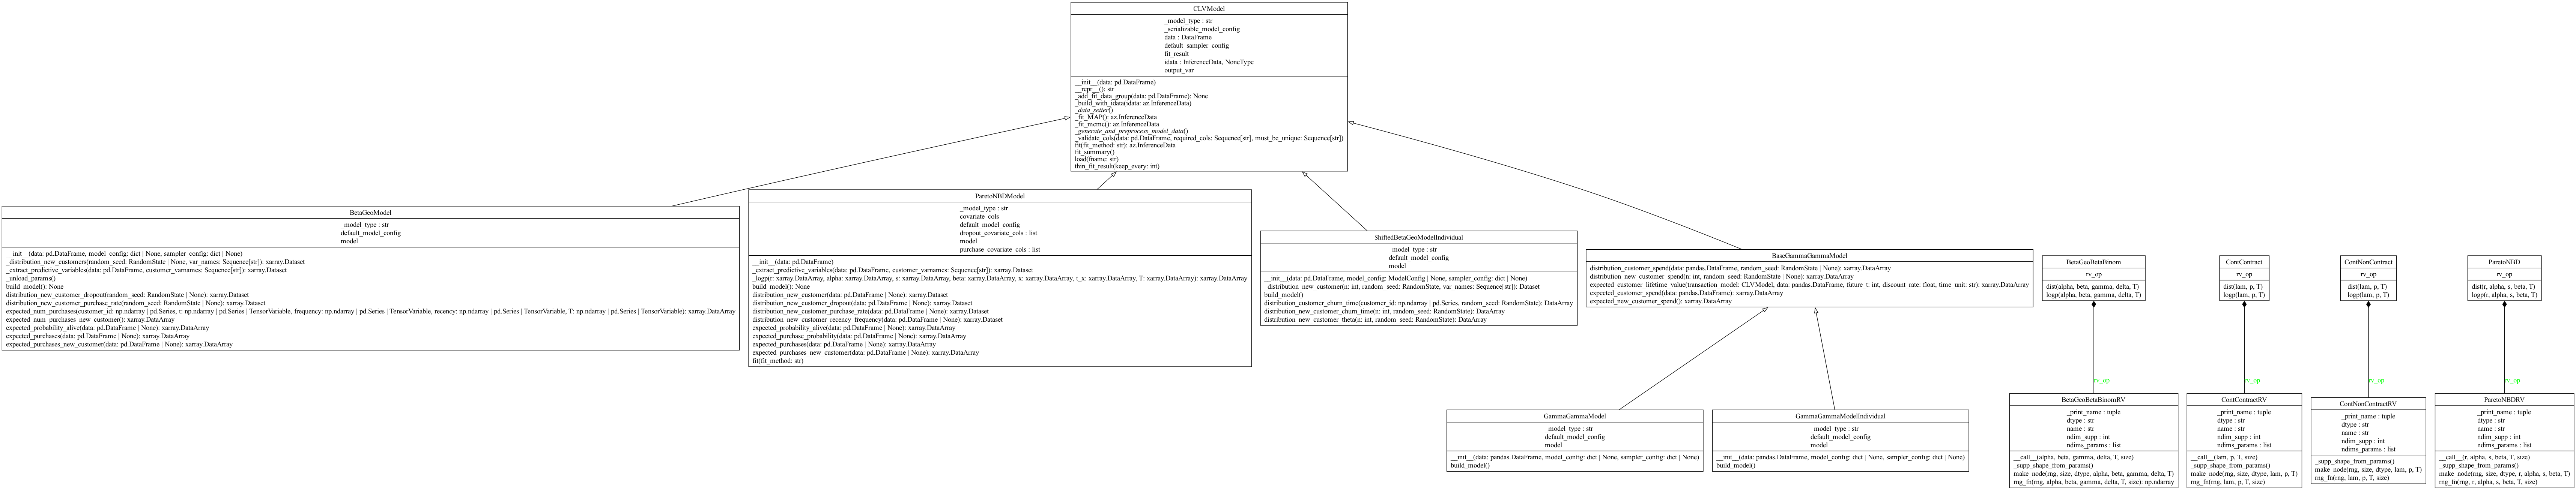 CLVModel
_model_type : str
_serializable_model_config
data : DataFrame
default_sampler_config
fit_result
idata : InferenceData, NoneType
output_var
__init__(data: pd.DataFrame)
__repr__(): str
_add_fit_data_group(data: pd.DataFrame): None
_build_with_idata(idata: az.InferenceData)
_data_setter()
_fit_MAP(): az.InferenceData
_fit_mcmc(): az.InferenceData
_generate_and_preprocess_model_data()
_validate_cols(data: pd.DataFrame, required_cols: Sequence[str], must_be_unique: Sequence[str])
fit(fit_method: str): az.InferenceData
fit_summary()
load(fname: str)
thin_fit_result(keep_every: int)
BetaGeoModel
_model_type : str
default_model_config
model
__init__(data: pd.DataFrame, model_config: dict | None, sampler_config: dict | None)
_distribution_new_customers(random_seed: RandomState | None, var_names: Sequence[str]): xarray.Dataset
_extract_predictive_variables(data: pd.DataFrame, customer_varnames: Sequence[str]): xarray.Dataset
_unload_params()
build_model(): None
distribution_new_customer_dropout(random_seed: RandomState | None): xarray.Dataset
distribution_new_customer_purchase_rate(random_seed: RandomState | None): xarray.Dataset
expected_num_purchases(customer_id: np.ndarray | pd.Series, t: np.ndarray | pd.Series | TensorVariable, frequency: np.ndarray | pd.Series | TensorVariable, recency: np.ndarray | pd.Series | TensorVariable, T: np.ndarray | pd.Series | TensorVariable): xarray.DataArray
expected_num_purchases_new_customer(): xarray.DataArray
expected_probability_alive(data: pd.DataFrame | None): xarray.DataArray
expected_purchases(data: pd.DataFrame | None): xarray.DataArray
expected_purchases_new_customer(data: pd.DataFrame | None): xarray.DataArray
ParetoNBDModel
_model_type : str
covariate_cols
default_model_config
dropout_covariate_cols : list
model
purchase_covariate_cols : list
__init__(data: pd.DataFrame)
_extract_predictive_variables(data: pd.DataFrame, customer_varnames: Sequence[str]): xarray.Dataset
_logp(r: xarray.DataArray, alpha: xarray.DataArray, s: xarray.DataArray, beta: xarray.DataArray, x: xarray.DataArray, t_x: xarray.DataArray, T: xarray.DataArray): xarray.DataArray
build_model(): None
distribution_new_customer(data: pd.DataFrame | None): xarray.Dataset
distribution_new_customer_dropout(data: pd.DataFrame | None): xarray.Dataset
distribution_new_customer_purchase_rate(data: pd.DataFrame | None): xarray.Dataset
distribution_new_customer_recency_frequency(data: pd.DataFrame | None): xarray.Dataset
expected_probability_alive(data: pd.DataFrame | None): xarray.DataArray
expected_purchase_probability(data: pd.DataFrame | None): xarray.DataArray
expected_purchases(data: pd.DataFrame | None): xarray.DataArray
expected_purchases_new_customer(data: pd.DataFrame | None): xarray.DataArray
fit(fit_method: str)
ShiftedBetaGeoModelIndividual
_model_type : str
default_model_config
model
__init__(data: pd.DataFrame, model_config: ModelConfig | None, sampler_config: dict | None)
_distribution_new_customer(n: int, random_seed: RandomState, var_names: Sequence[str]): Dataset
build_model()
distribution_customer_churn_time(customer_id: np.ndarray | pd.Series, random_seed: RandomState): DataArray
distribution_new_customer_churn_time(n: int, random_seed: RandomState): DataArray
distribution_new_customer_theta(n: int, random_seed: RandomState): DataArray
BaseGammaGammaModel
distribution_customer_spend(data: pandas.DataFrame, random_seed: RandomState | None): xarray.DataArray
distribution_new_customer_spend(n: int, random_seed: RandomState | None): xarray.DataArray
expected_customer_lifetime_value(transaction_model: CLVModel, data: pandas.DataFrame, future_t: int, discount_rate: float, time_unit: str): xarray.DataArray
expected_customer_spend(data: pandas.DataFrame): xarray.DataArray
expected_new_customer_spend(): xarray.DataArray
BetaGeoBetaBinom
rv_op
dist(alpha, beta, gamma, delta, T)
logp(alpha, beta, gamma, delta, T)
ContContract
rv_op
dist(lam, p, T)
logp(lam, p, T)
ContNonContract
rv_op
dist(lam, p, T)
logp(lam, p, T)
ParetoNBD
rv_op
dist(r, alpha, s, beta, T)
logp(r, alpha, s, beta, T)
rv_op
rv_op
rv_op
rv_op
GammaGammaModel
_model_type : str
default_model_config
model
__init__(data: pandas.DataFrame, model_config: dict | None, sampler_config: dict | None)
build_model()
GammaGammaModelIndividual
_model_type : str
default_model_config
model
__init__(data: pandas.DataFrame, model_config: dict | None, sampler_config: dict | None)
build_model()
BetaGeoBetaBinomRV
_print_name : tuple
dtype : str
name : str
ndim_supp : int
ndims_params : list
__call__(alpha, beta, gamma, delta, T, size)
_supp_shape_from_params()
make_node(rng, size, dtype, alpha, beta, gamma, delta, T)
rng_fn(rng, alpha, beta, gamma, delta, T, size): np.ndarray
ContContractRV
_print_name : tuple
dtype : str
name : str
ndim_supp : int
ndims_params : list
__call__(lam, p, T, size)
_supp_shape_from_params()
make_node(rng, size, dtype, lam, p, T)
rng_fn(rng, lam, p, T, size)
ContNonContractRV
_print_name : tuple
dtype : str
name : str
ndim_supp : int
ndims_params : list
_supp_shape_from_params()
make_node(rng, size, dtype, lam, p, T)
rng_fn(rng, lam, p, T, size)
ParetoNBDRV
_print_name : tuple
dtype : str
name : str
ndim_supp : int
ndims_params : list
__call__(r, alpha, s, beta, T, size)
_supp_shape_from_params()
make_node(rng, size, dtype, r, alpha, s, beta, T)
rng_fn(rng, r, alpha, s, beta, T, size)